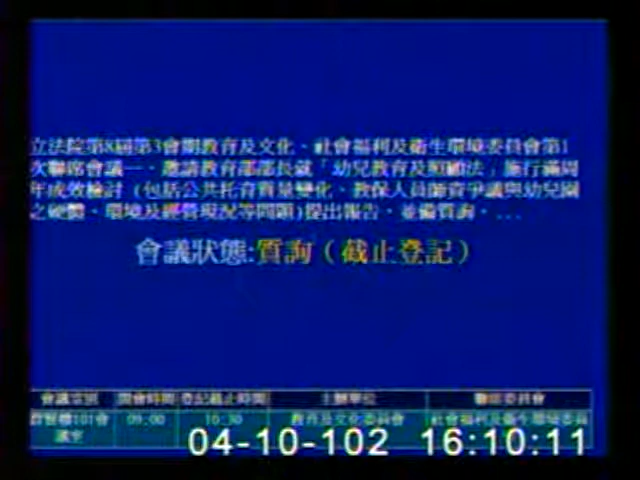 立法院第8屆第3會期教育及文化、社會福利及衛生環境委員會第1
次聯席會議一、邀請教育部部長就「幼兒教育及照顧法」施行滿周
年成效檢討 (包括公共托育質量變化、教保人員師資爭議與幼兒園
之硬體、環境及經營現況等問題)提出報告，並備質詢。...
會議狀態:質詢（截止登記）
會議室別 開會時間 登記截止時間 主辦單位 聯席委員會
群賢樓101會 09:00 10:30 教育及文化委員會 社會福利及衛生環境委員
議室
04-10-102 16:10:11